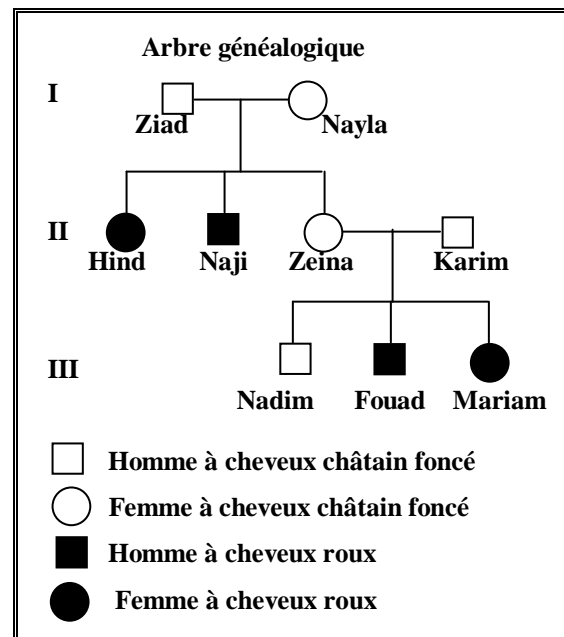 Arbre généalogique
I
Ziad Nayla
II
Hind Naji Zeina Karim
III
Nadim Fouad Mariam
Homme à cheveux châtain foncé
Femme à cheveux châtain foncé
Homme à cheveux roux
Femme à cheveux roux